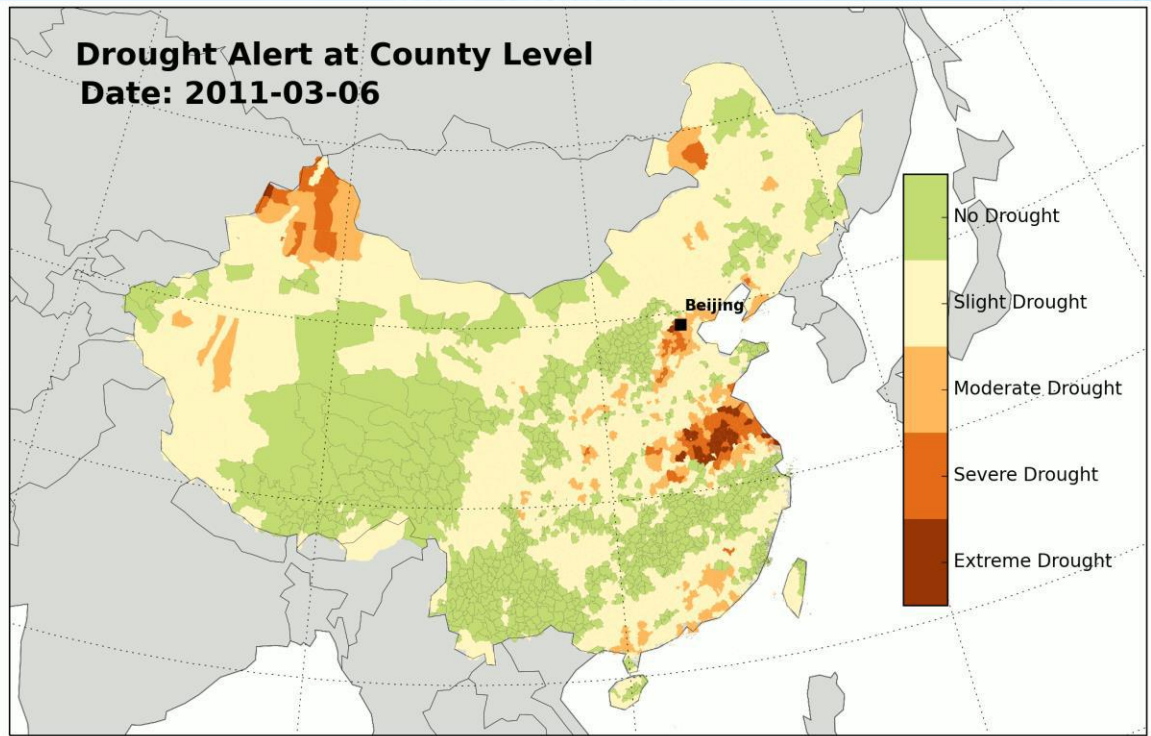 Drought Alert at County Level
Date: 2011-03-06
No Drought
Beijing
Slight Drought
Moderate Drought
Severe Drought
Extreme Drought